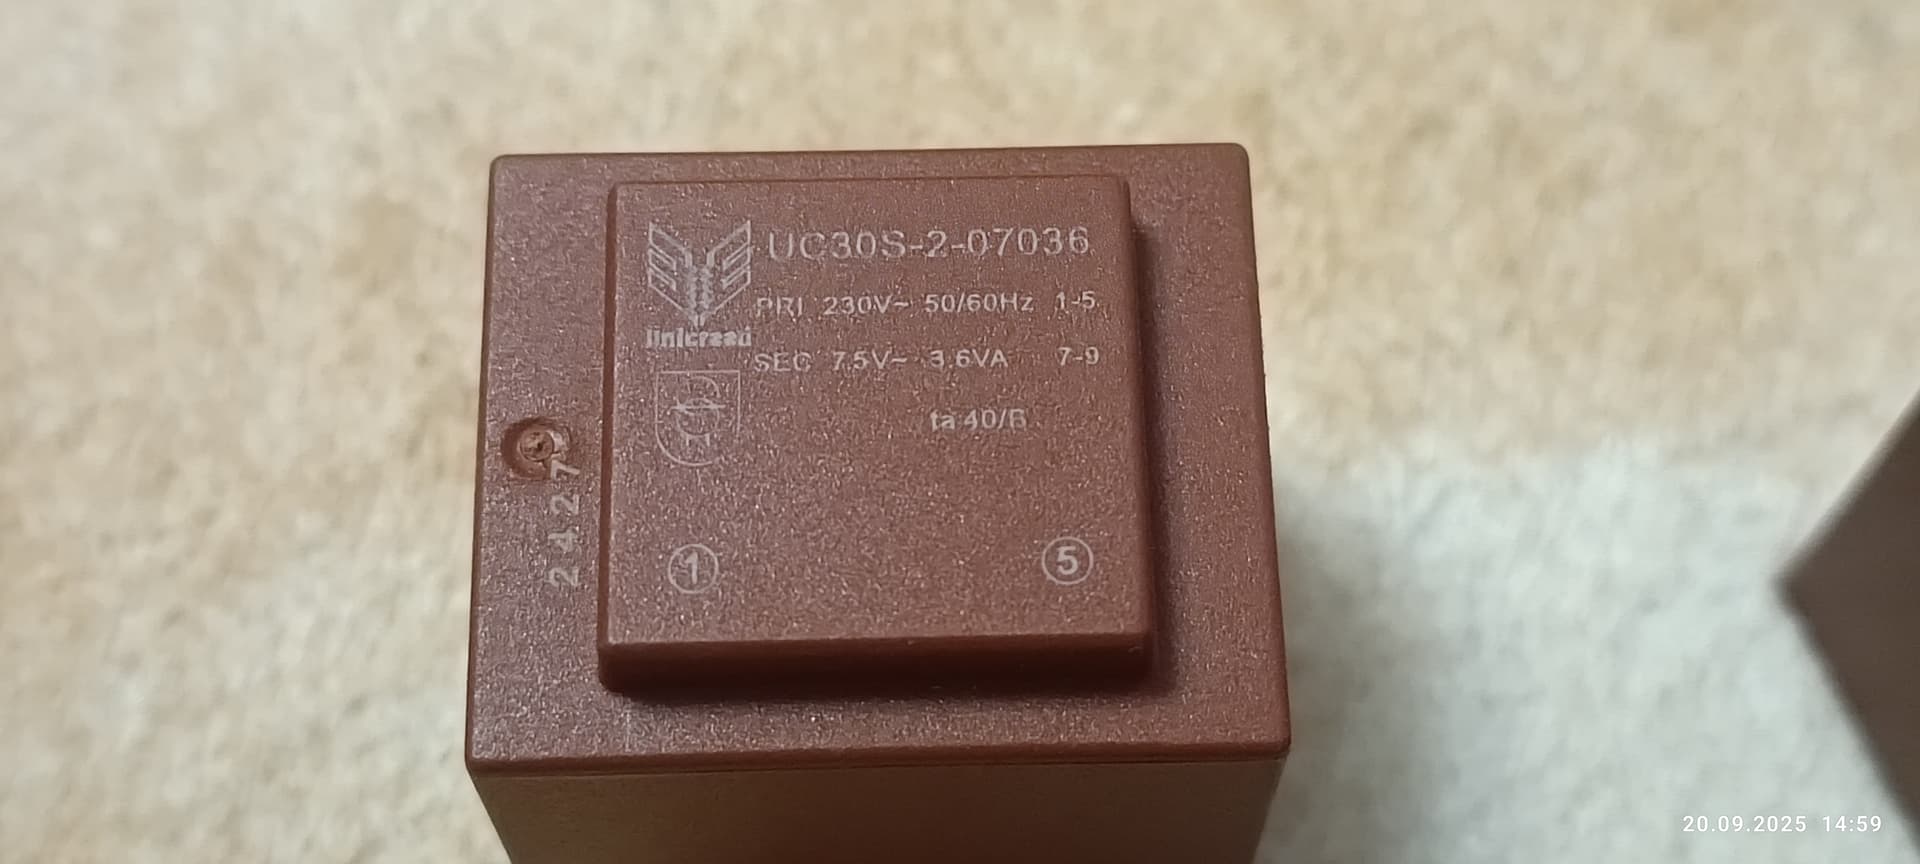 UC30S-2-07036
PRI 230V~ 50/60Hz 1-5
SEC 7.5V~ 3.6VA 7-9
ta 40/B
2427
1
5
20.09.2025 14:59